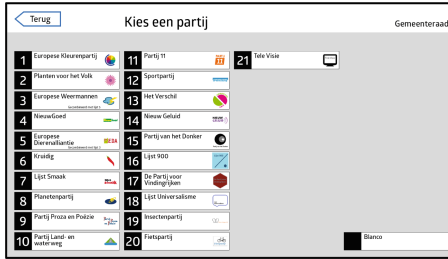 Terug
Kies een partij
Gemeenteraad
1 Europese Kleurenpartij
2 Planten voor het Volk
3 Europese Weermannen
4 NieuwGoed
5 Europese
Dierenalliantie
EDA
6 Kruidig
7 Lijst Smaak
8 Planetenpartij
9 Partij Proza en Poëzie
10 Partij Land- en
waterweg
11 Partij 11
11
12 Sportpartij
13 Het Verschil
14 Nieuw Geluid
15 Partij van het Donker
16 Lijst 900
17 De Partij voor
Vindingrijken
18 Lijst Universalisme
19 Insectenpartij
20 Fietspartij
21 Tele Visie
Blanco